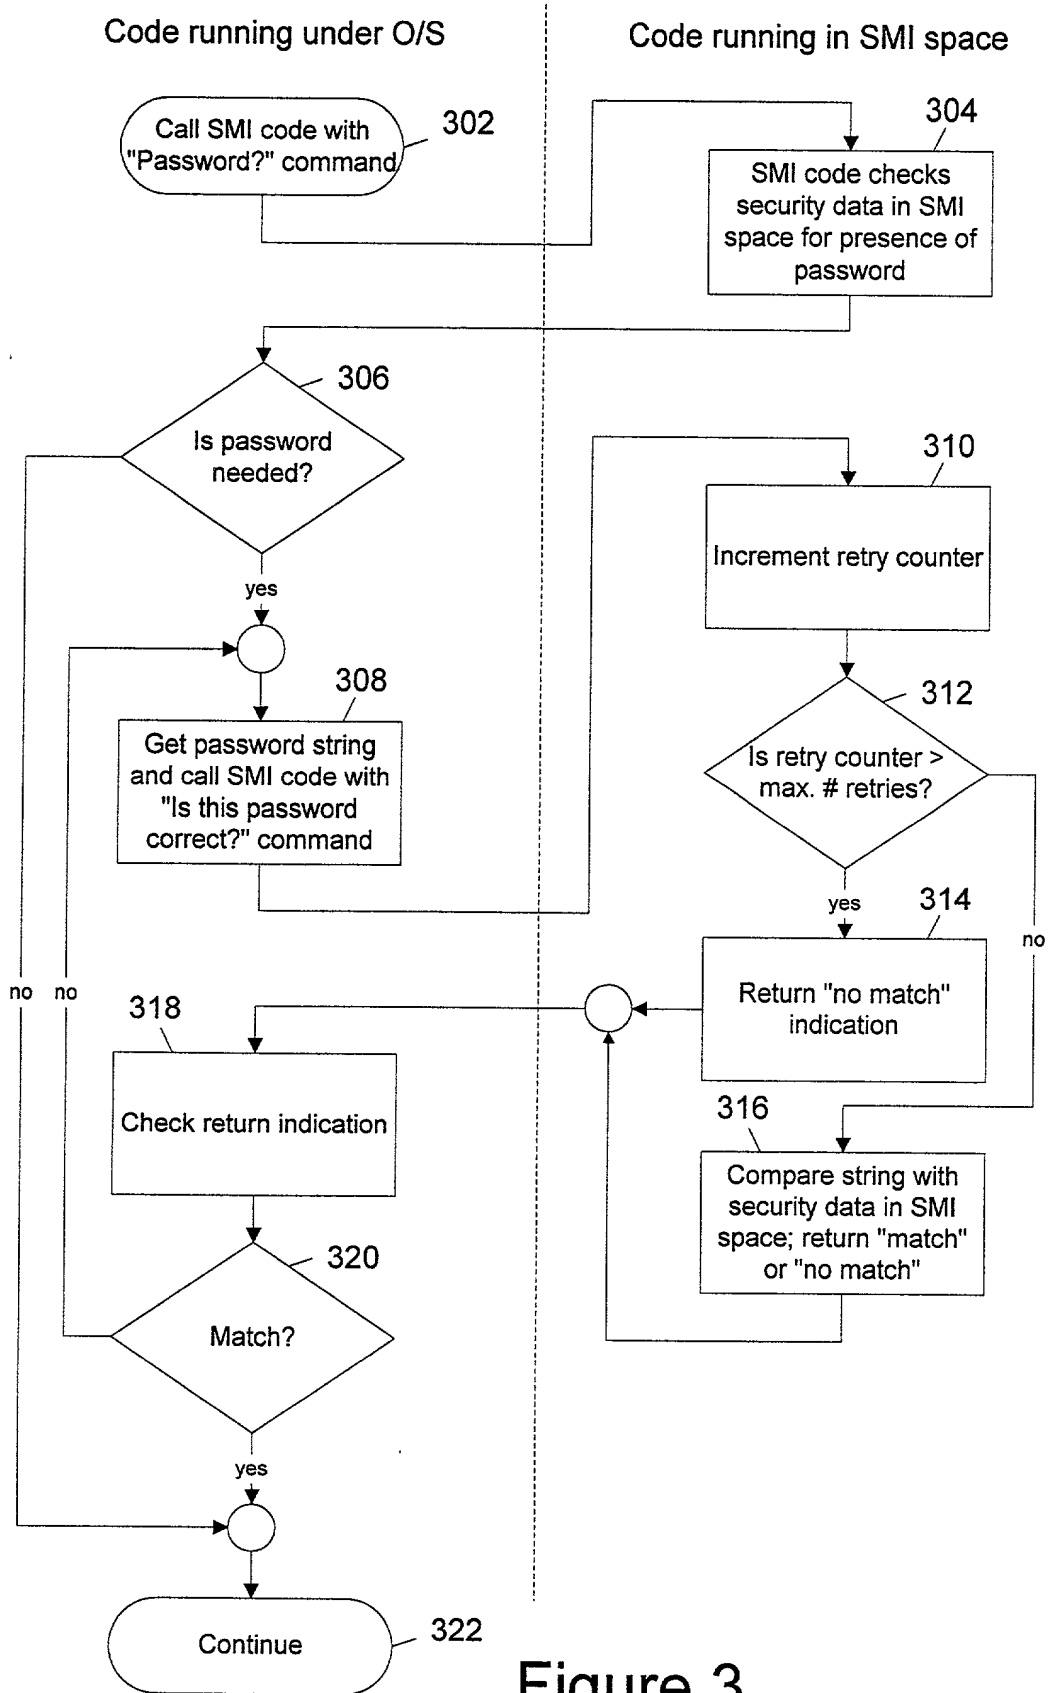 Code running under O/S
Code running in SMI space
Call SMI code with
"Password?" command
302
304
SMI code checks
security data in SMI
space for presence of
password
306
Is password
needed?
yes
310
Increment retry counter
308
Get password string
and call SMI code with
"Is this password
correct?" command
312
Is retry counter >
max. # retries?
yes
no
314
Return "no match"
indication
no
no
318
Check return indication
316
Compare string with
security data in SMI
space; return "match"
or "no match"
320
Match?
yes
Continue
322
Figure 3